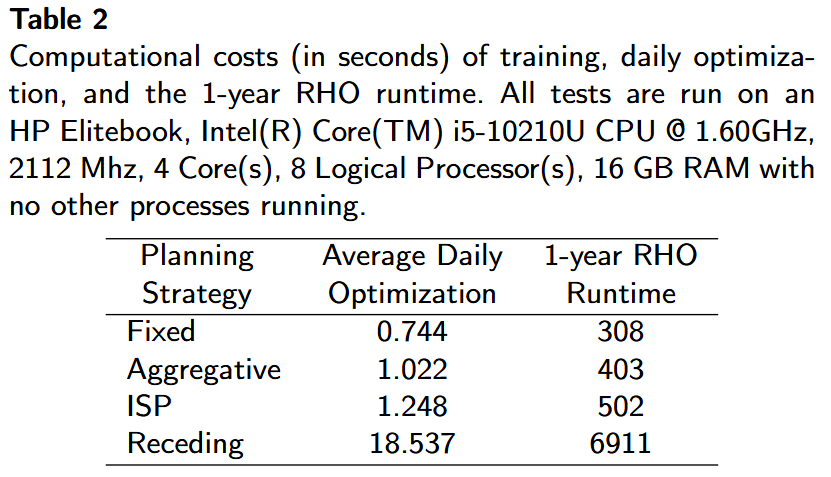 Table 2
Computational costs (in seconds) of training, daily optimiza-
tion, and the 1-year RHO runtime. All tests are run on an
HP Elitebook, Intel(R) Core(TM) i5-10210U CPU @ 1.60GHz,
2112 Mhz, 4 Core(s), 8 Logical Processor(s), 16 GB RAM with
no other processes running.
Planning Average Daily 1-year RHO
Strategy Optimization Runtime
Fixed 0.744 308
Aggregative 1.022 403
ISP 1.248 502
Receding 18.537 6911